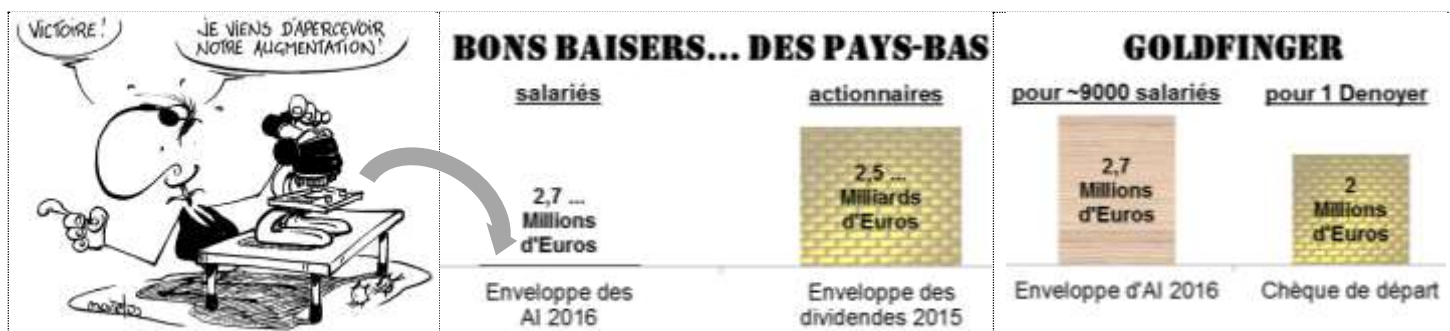 VICTOIRE!
JE VIENS D'APERCEVOIR
NOTRE AUGMENTATION!
BONS BAISERS... DES PAYS-BAS
salariés
actionnaires
2,7 ...
Millions
d'Euros
2,5 ...
Milliards
d'Euros
Enveloppe des
AI 2016
Enveloppe des
dividendes 2015
GOLDFINGER
pour ~9000 salariés
pour 1 Denoyer
2,7
Millions
d'Euros
2
Millions
d'Euros
Enveloppe d'AI 2016
Chèque de départ